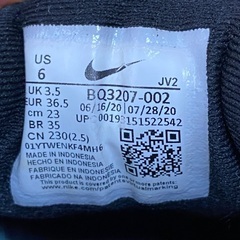 US
6
JV2
UK 3.5
BQ3207-002
EUR 36.5
06/16/20 07/28/20
cm 23
UPC 00193151522542
BR 35
CN 230(2.5)
01YTWENKF4MH6
MADE IN INDONESIA
HECHO EN INDONESIA
FABRIQUE EN INDONESIE
FABRICADO NA INDONESIA